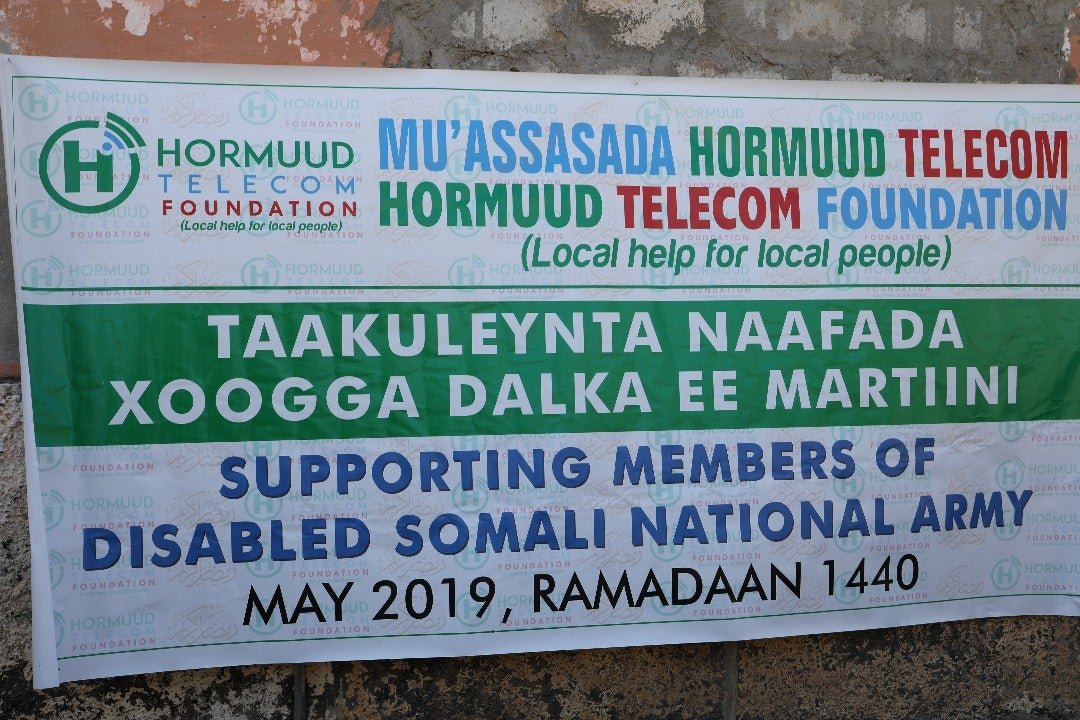 HORMUUD
TELECOM
FOUNDATION
(Local help for local people)
MU'ASSASADA HORMUUD TELECOM
HORMUUD TELECOM FOUNDATION
(Local help for local people)
TAAKULEYNTA NAAFADA
XOOGGA DALKA EE MARTIINI
SUPPORTING MEMBERS OF
DISABLED SOMALI NATIONAL ARMY
MAY 2019, RAMADAAN 1440